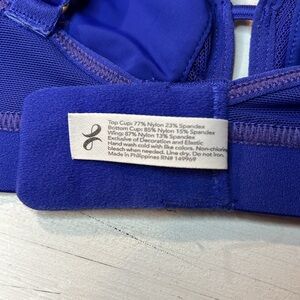 Top Cup: 77% Nylon 23% Spandex
Bottom Cup: 85% Nylon 15% Spandex
Wing: 87% Nylon 13% Spandex
Exclusive of Decoration and Elastic
Hand wash cold with like colors. Non-chlorine
bleach when needed. Line dry. Do not iron.
Made in Philippines RN# 149969